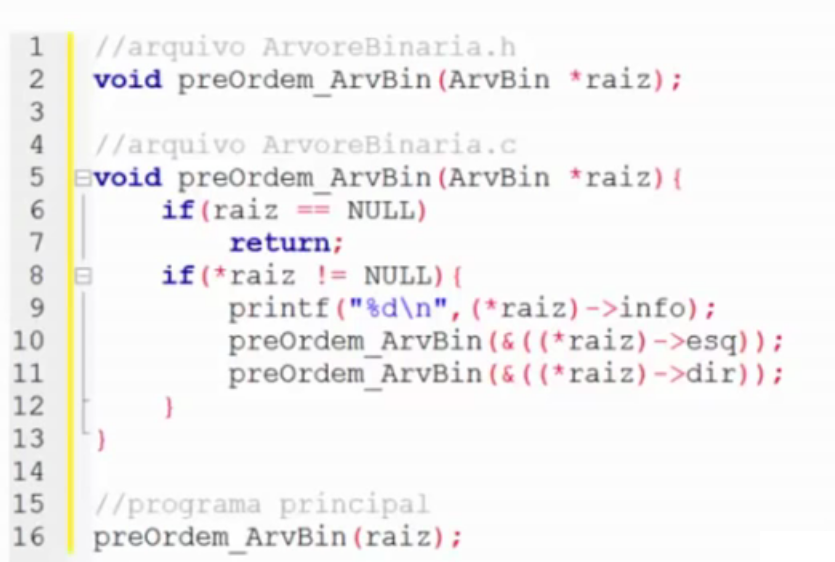 1 //arquivo ArvoreBinaria.h
2 void preOrdem_ArvBin(ArvBin *raiz);
3
4 //arquivo ArvoreBinaria.c
5 void preOrdem_ArvBin(ArvBin *raiz){
6 if(raiz == NULL)
7 return;
8 if(*raiz != NULL){
9 printf("%d\n",(*raiz)->info);
10 preOrdem_ArvBin(&((*raiz)->esq));
11 preOrdem_ArvBin(&((*raiz)->dir));
12 }
13 }
14
15 //programa principal
16 preOrdem_ArvBin(raiz);